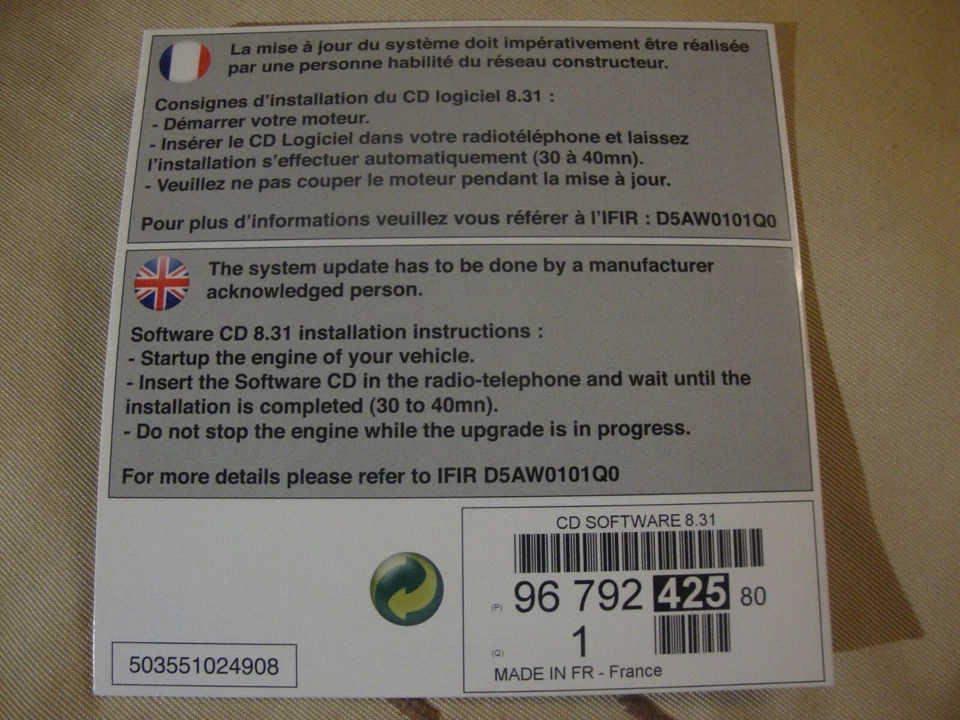 La mise à jour du système doit impérativement être réalisée
par une personne habilité du réseau constructeur.
Consignes d'installation du CD logiciel 8.31 :
- Démarrer votre moteur.
- Insérer le CD Logiciel dans votre radiotéléphone et laissez
l'installation s'effectuer automatiquement (30 à 40mn).
- Veuillez ne pas couper le moteur pendant la mise à jour.
Pour plus d'informations veuillez vous référer à l'IFIR : D5AW0101Q0
The system update has to be done by a manufacturer
acknowledged person.
Software CD 8.31 installation instructions :
- Startup the engine of your vehicle.
- Insert the Software CD in the radio-telephone and wait until the
installation is completed (30 to 40mn).
- Do not stop the engine while the upgrade is in progress.
For more details please refer to IFIR D5AW0101Q0
CD SOFTWARE 8.31
(P) 96 792 425 80
(Q) 1
MADE IN FR - France
503551024908